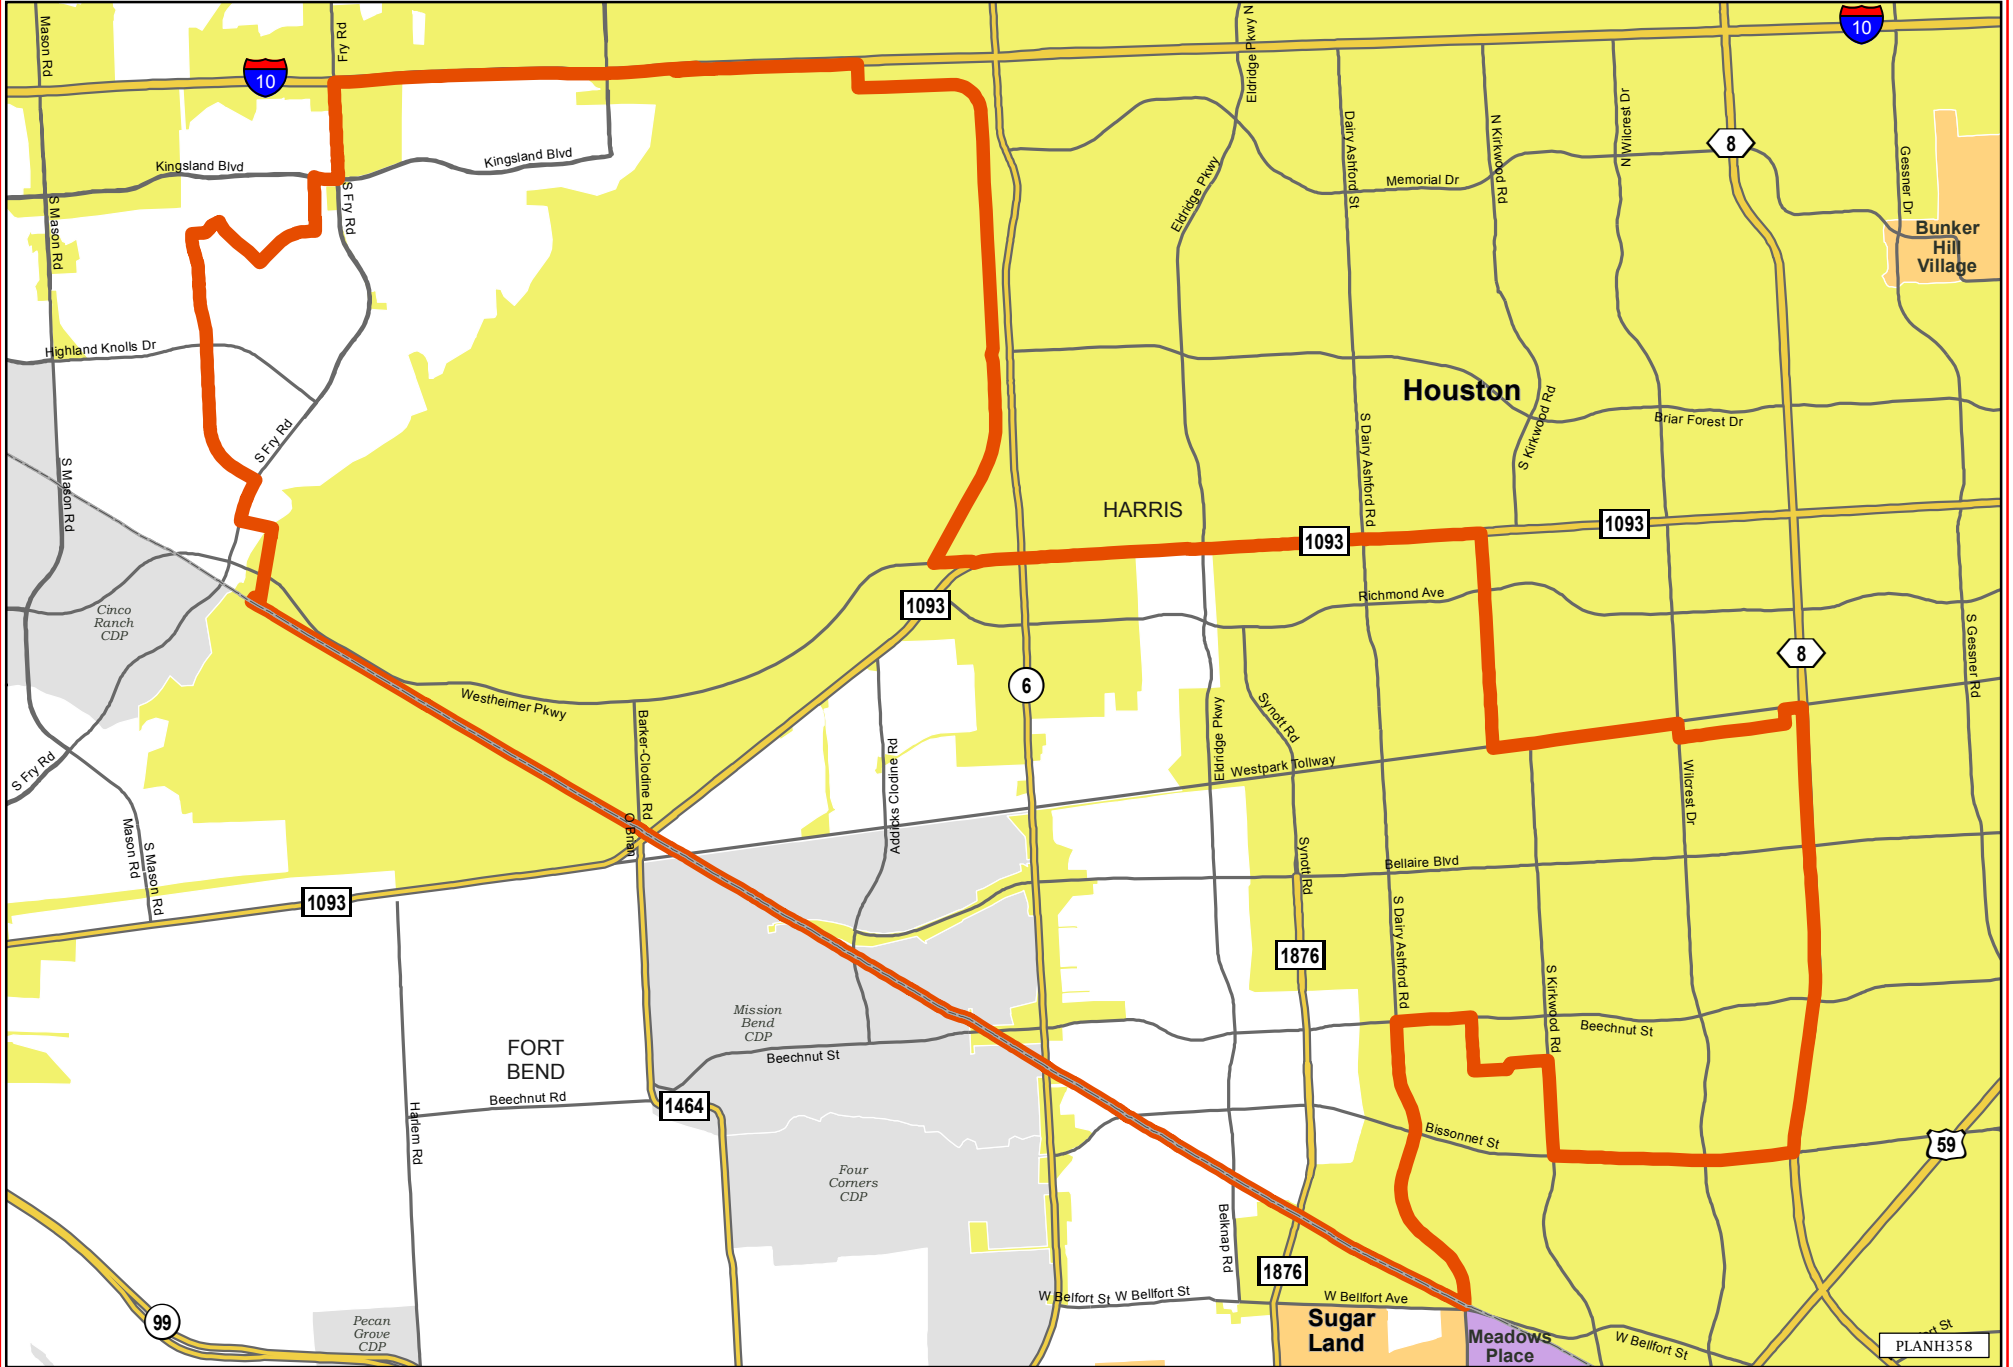 Mason Rd
Fry Rd
10
Eldridge Pkwy N
10
Kingsland Blvd
Kingsland Blvd
Dairy Ashford St
N Kirkwood Rd
N Wilcrest Dr
8
Gessner Dr
S Mason Rd
S Fry Rd
Eldridge Pkwy
Memorial Dr
Bunker
Hill
Village
Highland Knolls Dr
Houston
S Fry Rd
S Kirkwood Rd
Briar Forest Dr
S Mason Rd
S Dairy Ashford Rd
HARRIS
1093
1093
Cinco
Ranch
CDP
1093
Richmond Ave
S Gessner Rd
8
6
Westheimer Pkwy
Barker-Clodine Rd
Addicks Clodine Rd
Eldridge Pkwy
Synott Rd
Westpark Tollway
S Fry Rd
Mason Rd
S Mason Rd
O Brian
Wilcrest Dr
Synott Rd
Bellaire Blvd
1093
S Dairy Ashford Rd
1876
S Kirkwood Rd
Mission
Bend
CDP
Beechnut St
Beechnut St
FORT
BEND
Beechnut Rd
1464
Harlem Rd
Bissonnet St
59
Four
Corners
CDP
Belknap Rd
1876
W Belfort St
W Bellfort St
W Bellfort Ave
99
Pecan
Grove
CDP
Sugar
Land
Meadows
Place
W Bellfort St
ort St
PLANH358